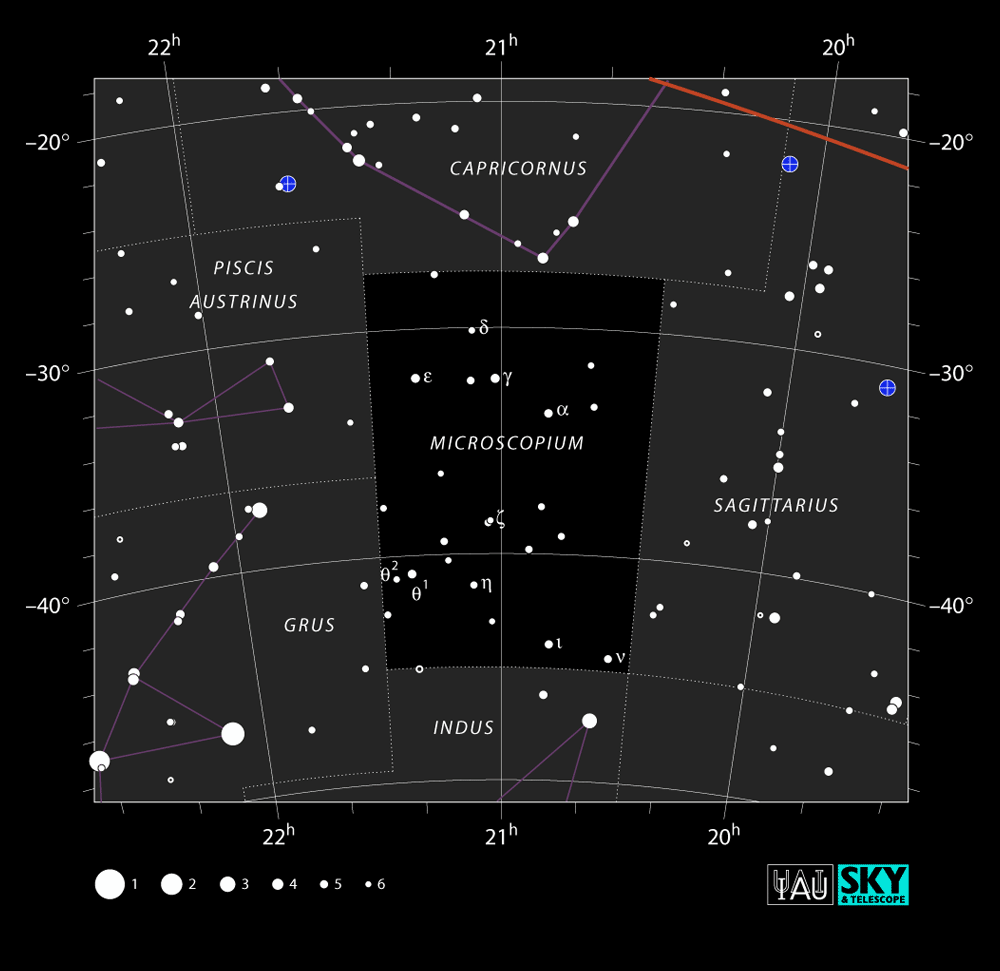 22h 21h 20h
–20° –20°
CAPRICORNUS
PISCIS
AUSTRINUS
δ
–30° –30°
ε γ
α
MICROSCOPIUM
SAGITTARIUS
ζ
θ2
θ1 η
–40° –40°
GRUS
ι
ν
INDUS
22h 21h 20h
1 2 3 4 5 6
IAU SKY
& TELESCOPE